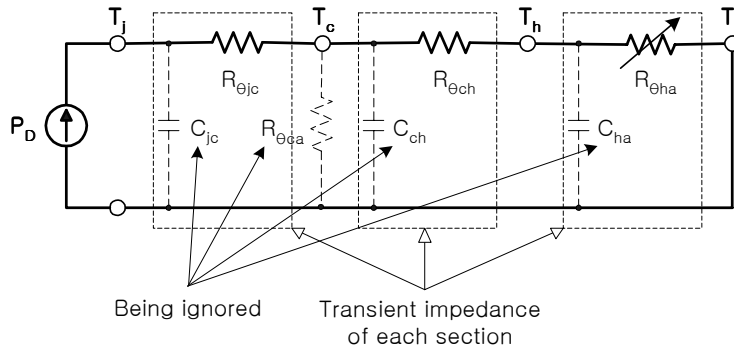 Tj Tc Th T
Rθjc Rθch Rθha
PD Cjc Rθca Cch Cha
Being ignored Transient impedance
of each section